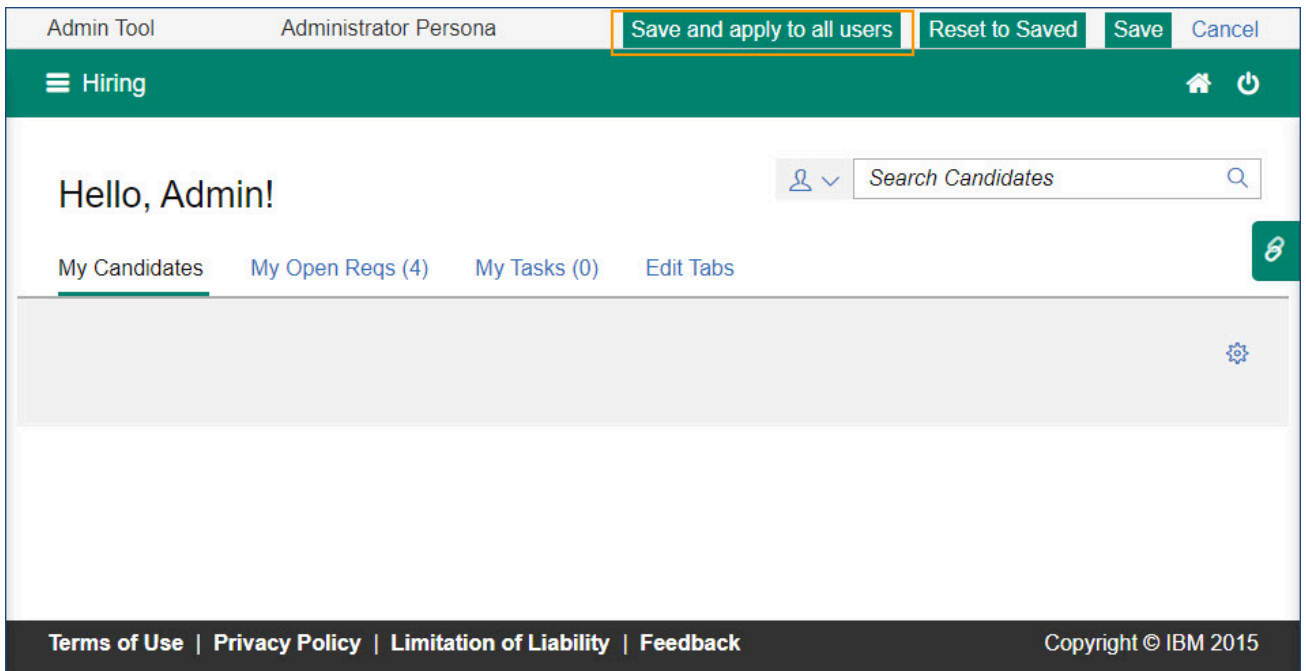 Admin Tool Administrator Persona Save and apply to all users Reset to Saved Save Cancel
Hiring
Hello, Admin!
Search Candidates
My Candidates My Open Reqs (4) My Tasks (0) Edit Tabs
Terms of Use | Privacy Policy | Limitation of Liability | Feedback Copyright © IBM 2015